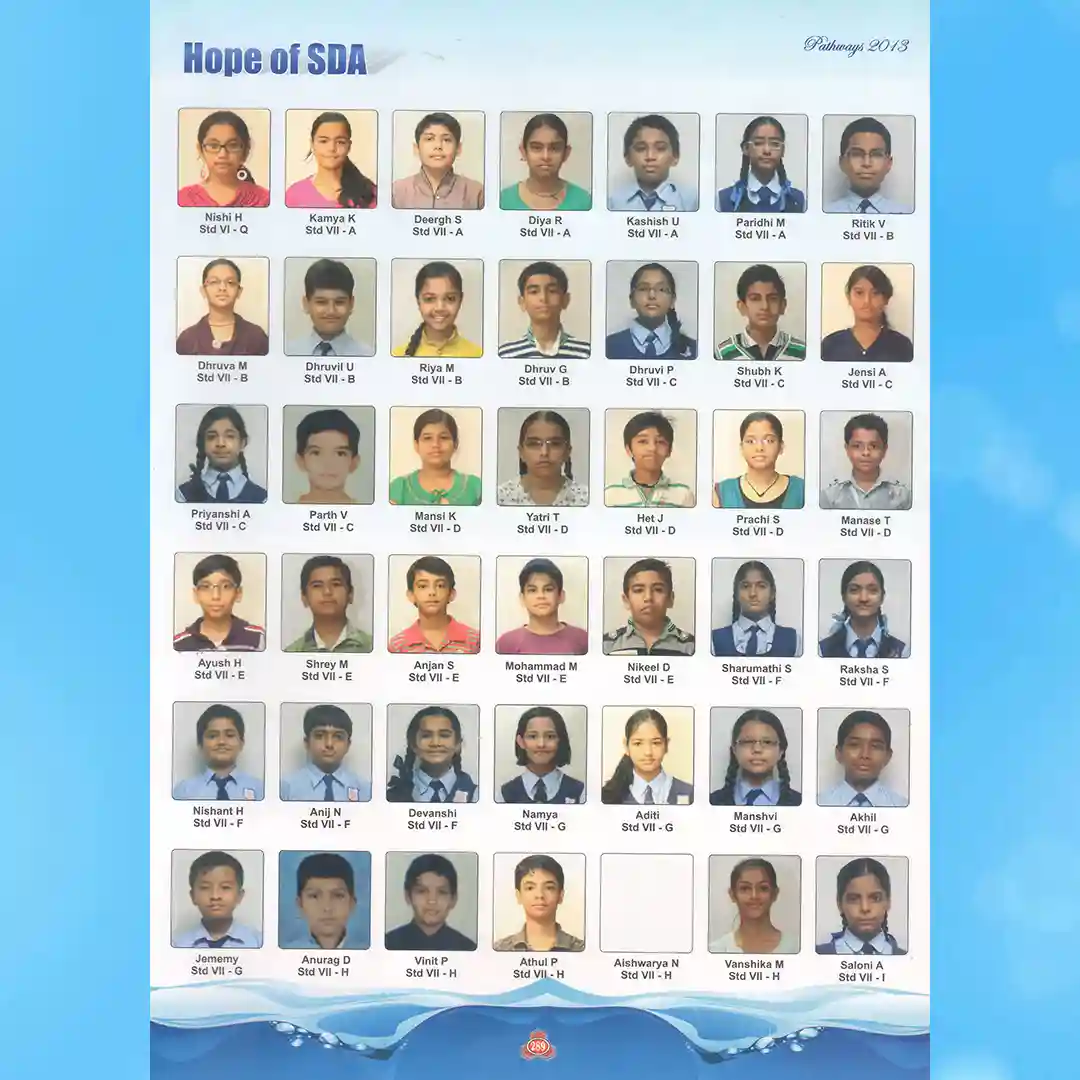 Hope of SDA
Pathways 2013
Nishi H
Std VI - Q
Kamya K
Std VII - A
Deergh S
Std VII - A
Diya R
Std VII - A
Kashish U
Std VII - A
Paridhi M
Std VII - A
Ritik V
Std VII - B
Dhruva M
Std VII - B
Dhruvil U
Std VII - B
Riya M
Std VII - B
Dhruv G
Std VII - B
Dhruvi P
Std VII - C
Shubh K
Std VII - C
Jensi A
Std VII - C
Priyanshi A
Std VII - C
Parth V
Std VII - C
Mansi K
Std VII - D
Yatri T
Std VII - D
Het J
Std VII - D
Prachi S
Std VII - D
Manase T
Std VII - D
Ayush H
Std VII - E
Shrey M
Std VII - E
Anjan S
Std VII - E
Mohammad M
Std VII - E
Nikeel D
Std VII - E
Sharumathi S
Std VII - F
Raksha S
Std VII - F
Nishant H
Std VII - F
Anij N
Std VII - F
Devanshi
Std VII - F
Namya
Std VII - G
Aditi
Std VII - G
Manshvi
Std VII - G
Akhil
Std VII - G
Jememy
Std VII - G
Anurag D
Std VII - H
Vinit P
Std VII - H
Athul P
Std VII - H
Aishwarya N
Std VII - H
Vanshika M
Std VII - H
Saloni A
Std VII - I
289